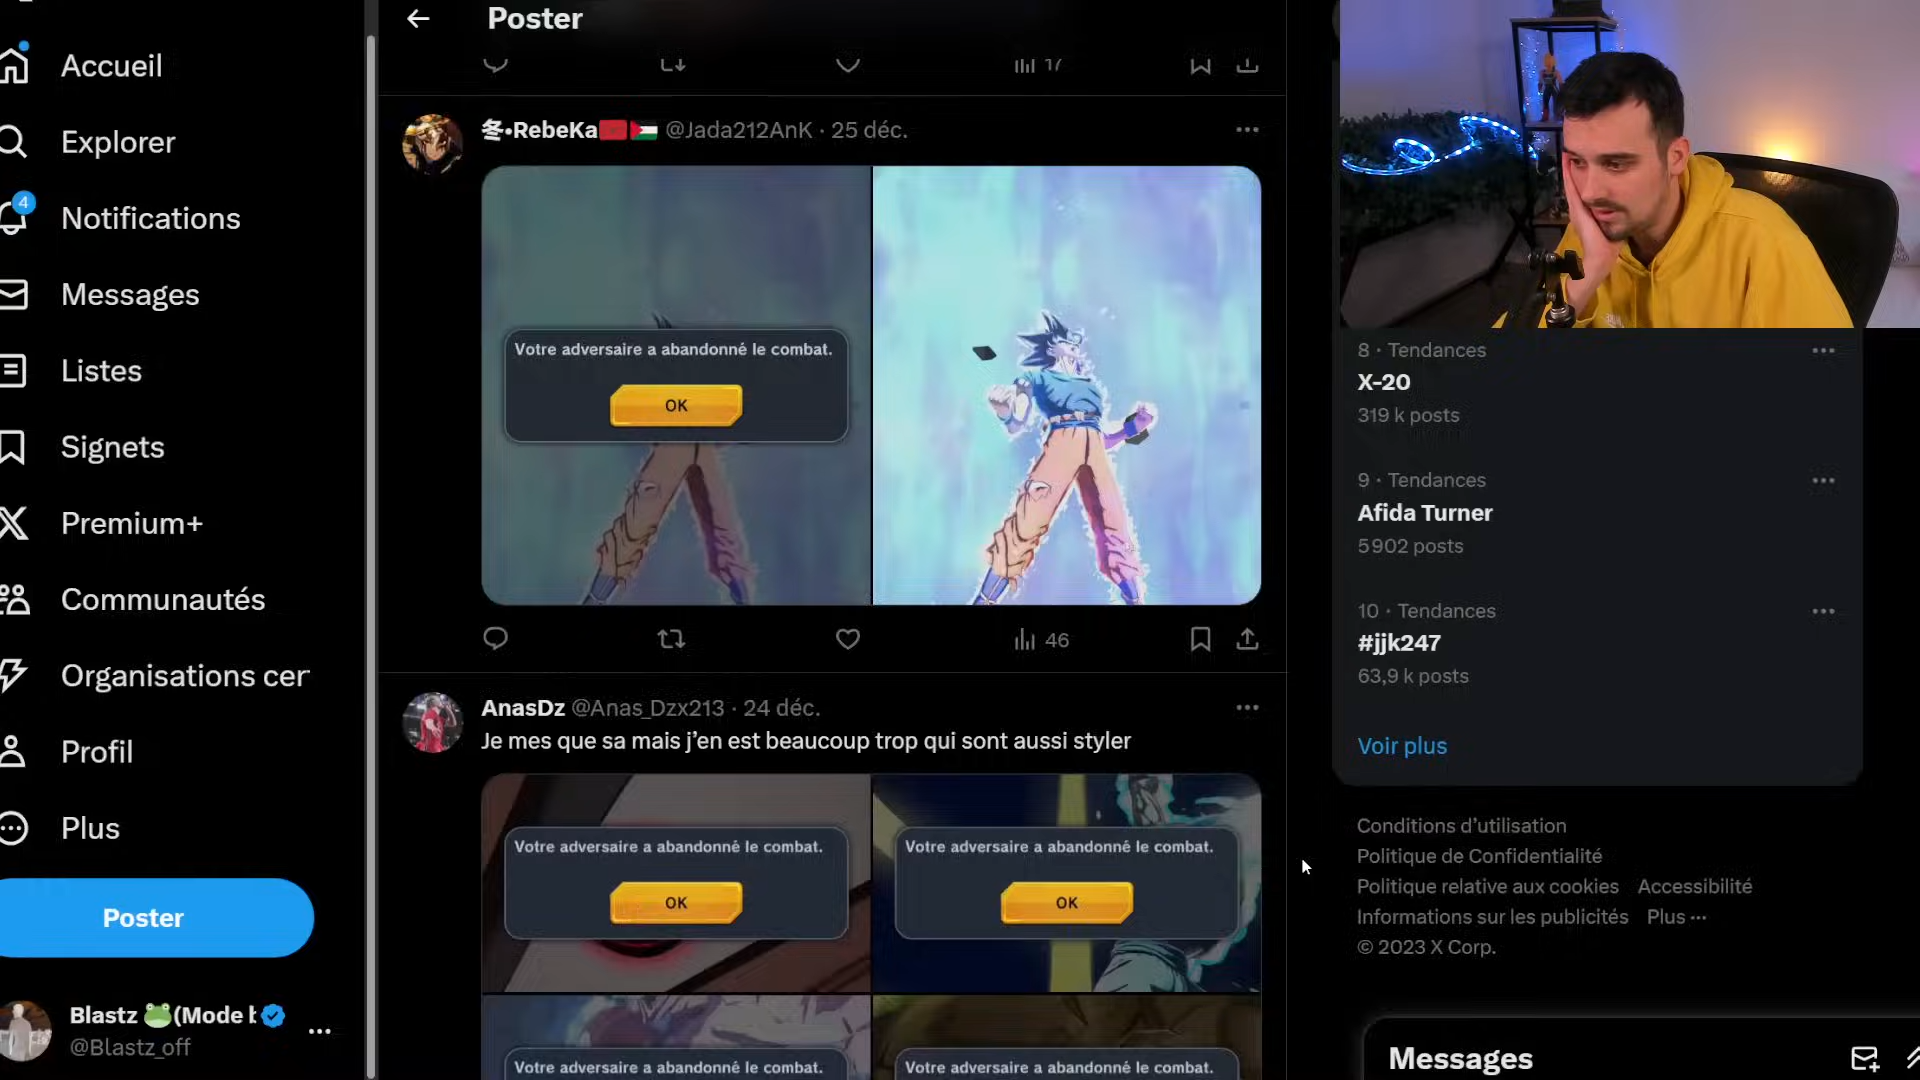 Accueil
Explorer
4
Notifications
Messages
Listes
Signets
Premium+
Communautés
Organisations cer
Profil
Plus
Poster
Blastz 🐸(Mode
@Blastz_off
Poster
17
冬•RebeKa🇲🇦🇵🇸 @Jada212AnK · 25 déc.
Votre adversaire a abandonné le combat.
OK
46
AnasDz @Anas_Dzx213 · 24 déc.
Je mes que sa mais j’en est beaucoup trop qui sont aussi styler
Votre adversaire a abandonné le combat.
OK
Votre adversaire a abandonné le combat.
OK
Votre adversaire a abandonné le combat.
Votre adversaire a abandonné le combat.
8 · Tendances
X-20
319 k posts
9 · Tendances
Afida Turner
5 902 posts
10 · Tendances
#jjk247
63,9 k posts
Voir plus
Conditions d’utilisation
Politique de Confidentialité
Politique relative aux cookies Accessibilité
Informations sur les publicités Plus ···
© 2023 X Corp.
Messages